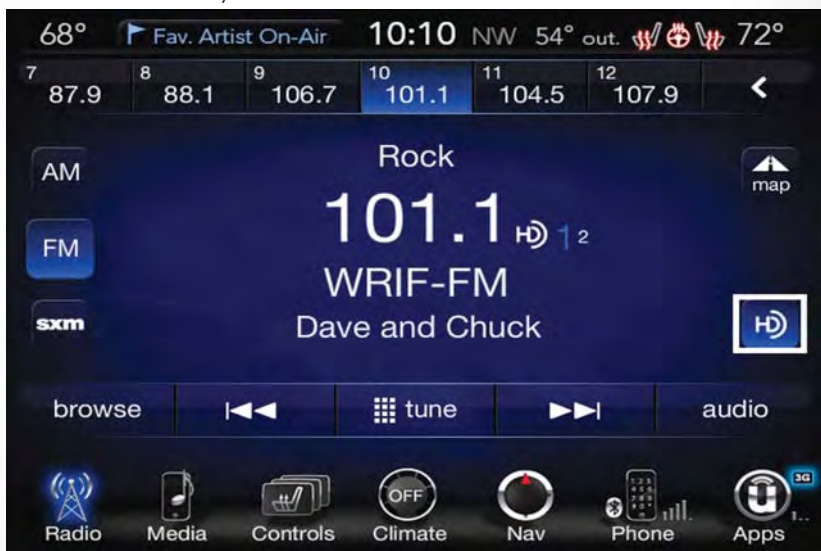 68° Fav. Artist On-Air 10:10 NW 54° out. 72°
7 87.9 8 88.1 9 106.7 10 101.1 11 104.5 12 107.9
AM
FM
sxm
Rock
101.1 HD 1 2
WRIF-FM
Dave and Chuck
map
HD
browse tune audio
OFF 3G
Radio Media Controls Climate Nav Phone Apps